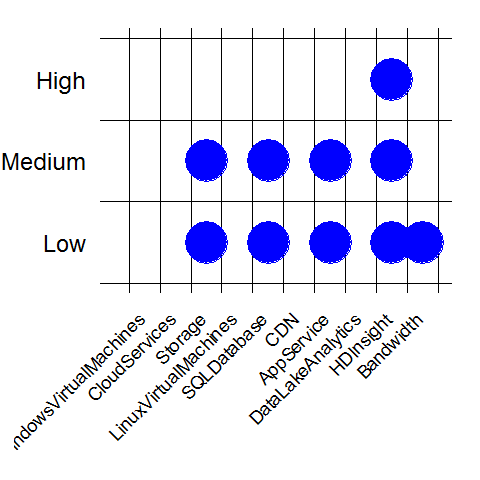 High
Medium
Low
ndowsVirtualMachines
CloudServices
Storage
LinuxVirtualMachines
SQLDatabase
CDN
AppService
DataLakeAnalytics
HDInsight
Bandwidth